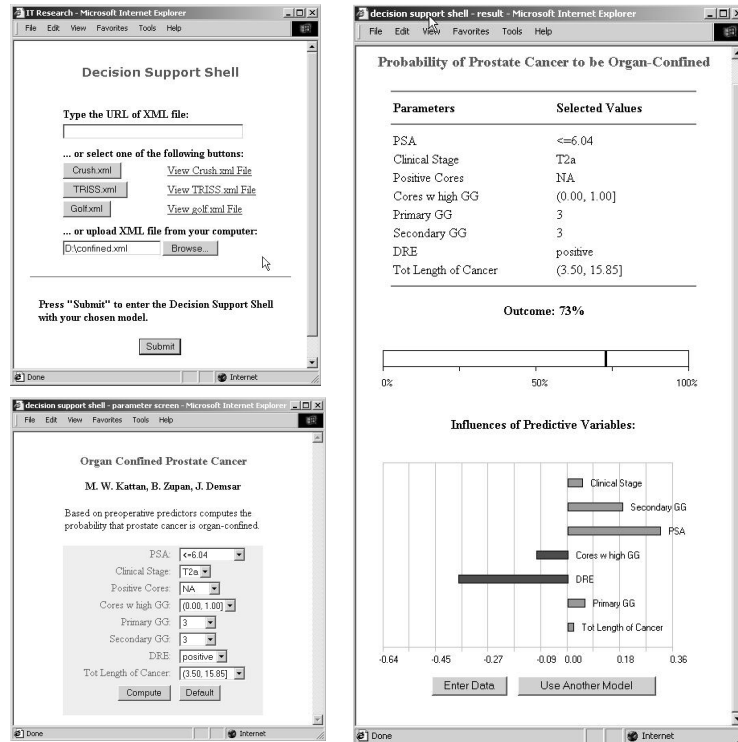 IT Research - Microsoft Internet Explorer
File Edit View Favorites Tools Help
Decision Support Shell
Type the URL of XML file:
... or select one of the following buttons:
Crush.xml View Crush.xml File
TRISS.xml View TRISS.xml File
Golf.xml View golf.xml File
... or upload XML file from your computer:
D:\confined.xml Browse...
Press "Submit" to enter the Decision Support Shell
with your chosen model.
Submit
Done Internet
decision support shell - parameter screen - Microsoft Internet Explorer
File Edit View Favorites Tools Help
Organ Confined Prostate Cancer
M. W. Kattan, B. Zupan, J. Demsar
Based on preoperative predictors computes the
probability that prostate cancer is organ-confined.
PSA: <=6.04
Clinical Stage: T2a
Positive Cores: NA
Cores w high GG: (0.00, 1.00]
Primary GG: 3
Secondary GG: 3
DRE: positive
Tot Length of Cancer: (3.50, 15.85]
Compute Default
Done Internet
decision support shell - result - Microsoft Internet Explorer
File Edit View Favorites Tools Help
Probability of Prostate Cancer to be Organ-Confined
Parameters Selected Values
PSA <=6.04
Clinical Stage T2a
Positive Cores NA
Cores w high GG (0.00, 1.00]
Primary GG 3
Secondary GG 3
DRE positive
Tot Length of Cancer (3.50, 15.85]
Outcome: 73%
0% 50% 100%
Influences of Predictive Variables:
Clinical Stage
Secondary GG
PSA
Cores w high GG
DRE
Primary GG
Tot Length of Cancer
-0.64 -0.45 -0.27 -0.09 0.00 0.18 0.36
Enter Data Use Another Model
Done Internet